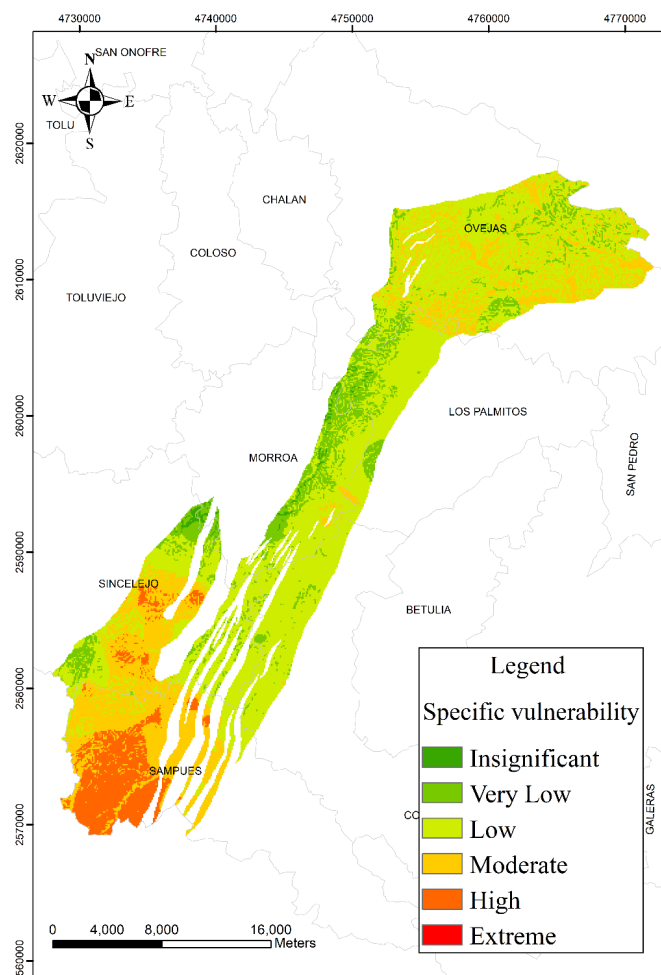 4730000 4740000 4750000 4760000 4770000
SAN ONOFRE
N
W E
S
TOLU
2620000
CHALAN
OVEJAS
COLOSO
2610000
TOLUVIEJO
2600000
LOS PALMITOS
MORROA
SAN PEDRO
2590000
SINCELEJO
BETULIA
Legend
2580000
Specific vulnerability
Insignificant
SAMPUES
Very Low
CO
GALERAS
2570000
Low
Moderate
High
0 4,000 8,000 16,000
Meters
Extreme
560000